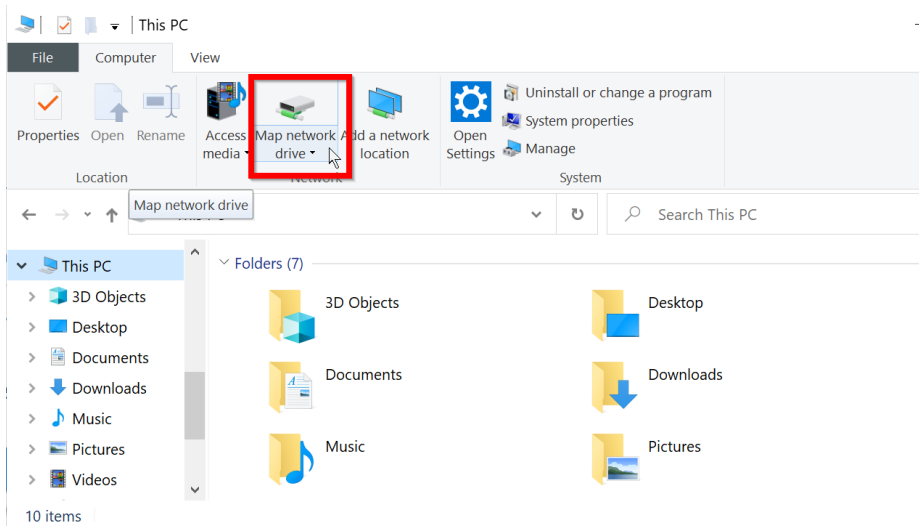 This PC
File Computer View
Properties Open Rename Access media Map network drive Add a network location Open Settings Uninstall or change a program
System properties
Manage
Location Network System
Map network drive
Search This PC
This PC
3D Objects
Desktop
Documents
Downloads
Music
Pictures
Videos
Folders (7)
3D Objects Desktop
Documents Downloads
Music Pictures
10 items